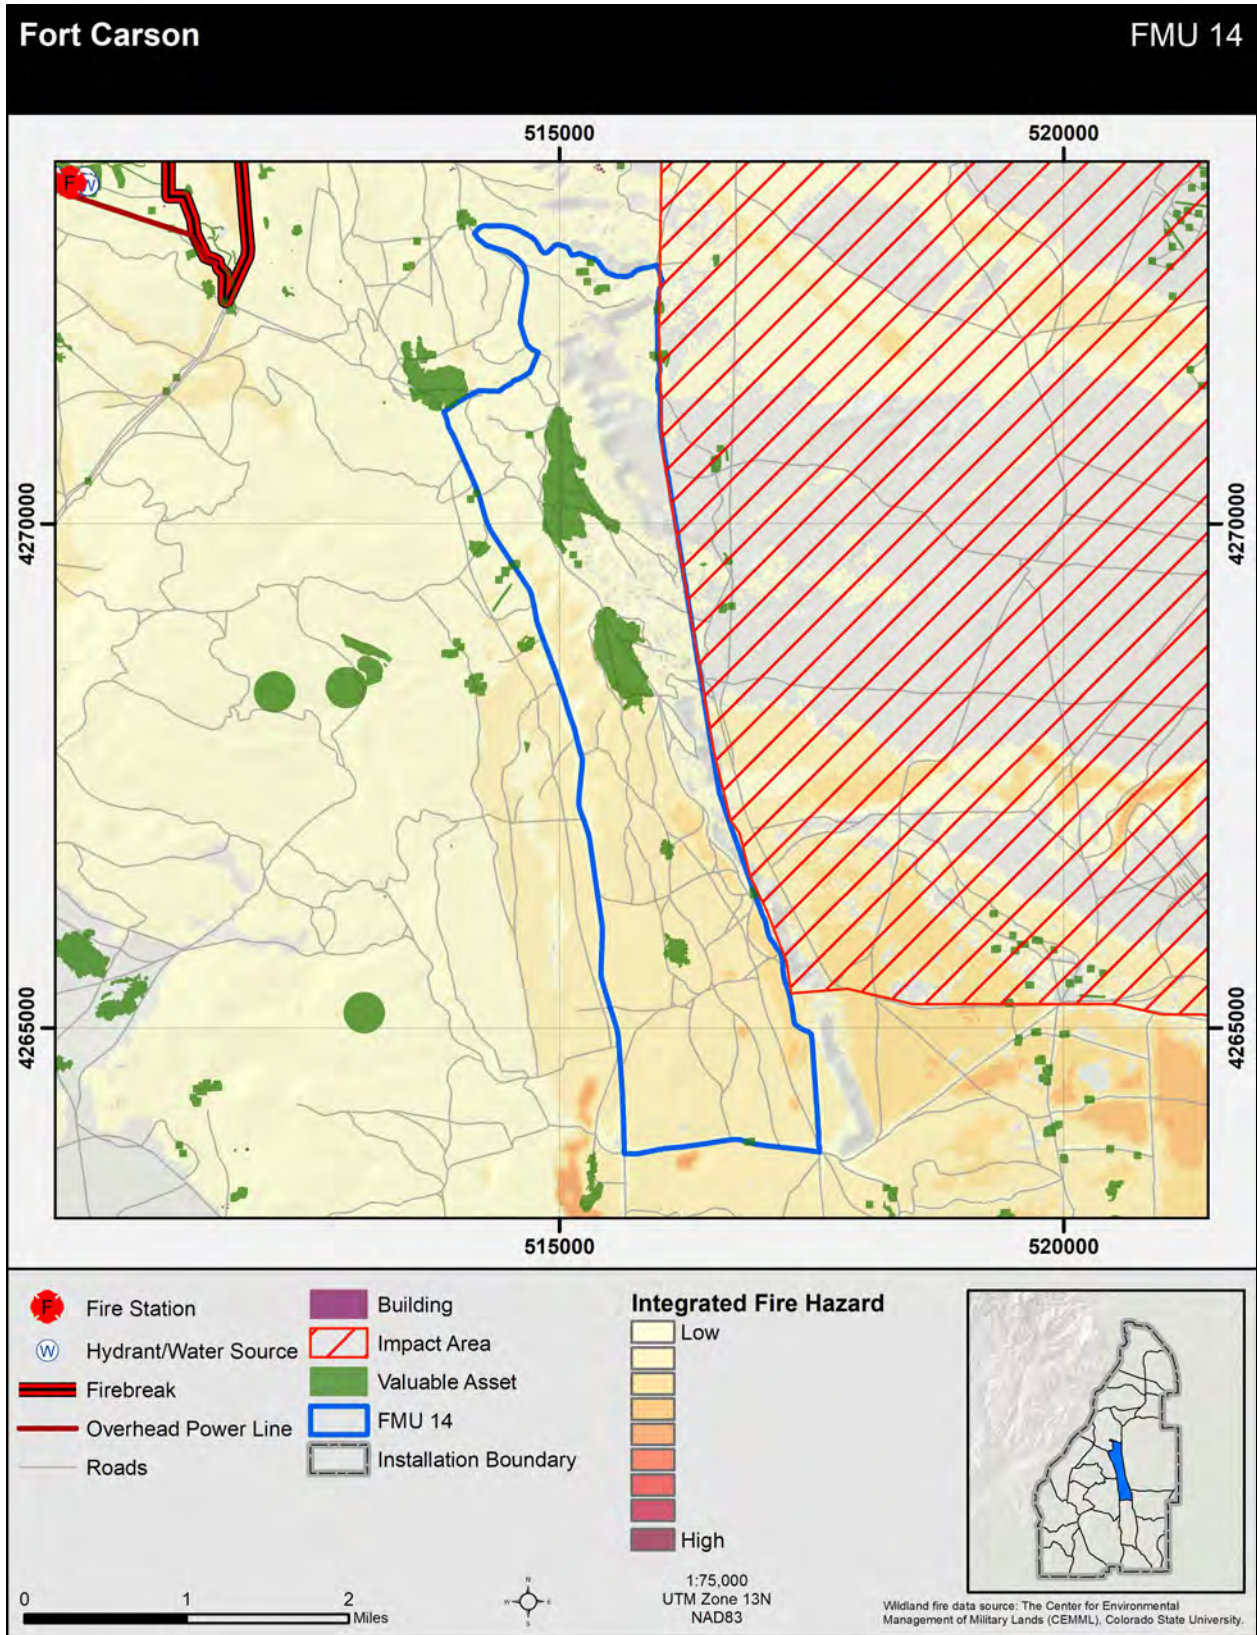 Fort Carson
FMU 14
515000
520000
F
W
4270000
4270000
4265000
4265000
515000
520000
F
Fire Station
W
Hydrant/Water Source
Firebreak
Overhead Power Line
Roads
Building
Impact Area
Valuable Asset
FMU 14
Installation Boundary
Integrated Fire Hazard
Low
High
0
1
2
Miles
N
W
E
S
1:75,000
UTM Zone 13N
NAD83
Wildland fire data source: The Center for Environmental
Management of Military Lands (CEMML), Colorado State University.